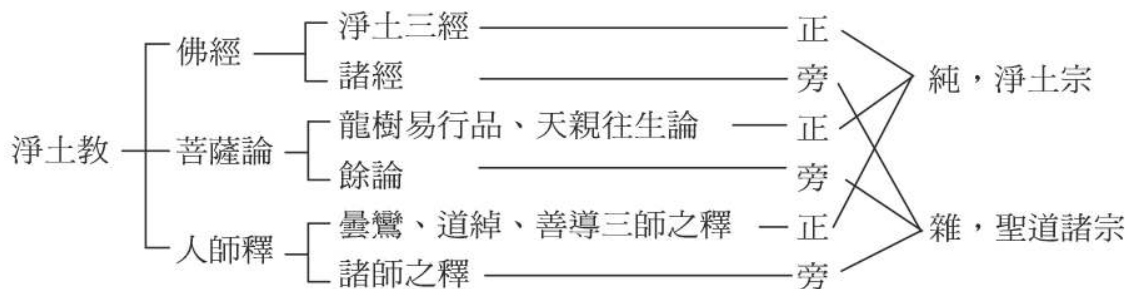 淨土三經 正
佛經
純，淨土宗
諸經 旁
龍樹易行品、天親往生論 正
淨土教 菩薩論
餘論 旁
曇鸞、道綽、善導三師之釋 正
雜，聖道諸宗
人師釋
諸師之釋 旁